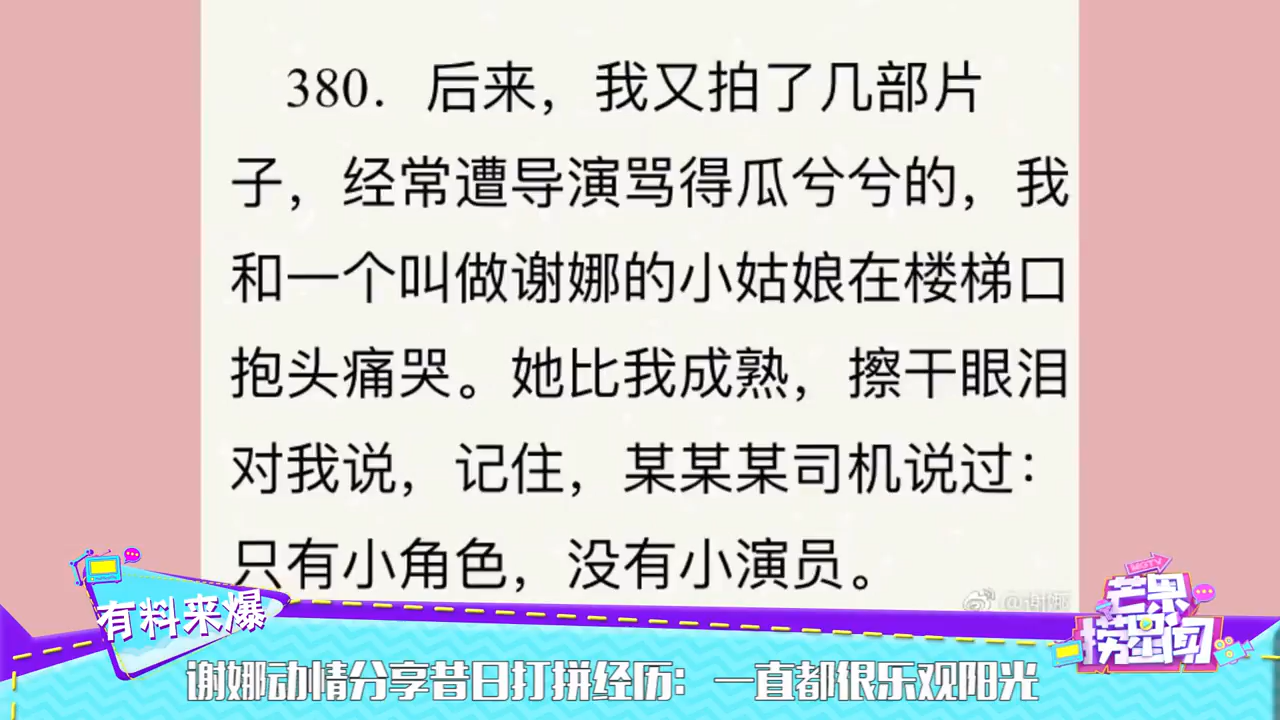 380. 后来，我又拍了几部片
子，经常遭导演骂得瓜兮兮的，我
和一个叫做谢娜的小姑娘在楼梯口
抱头痛哭。她比我成熟，擦干眼泪
对我说，记住，某某某司机说过：
只有小角色，没有小演员。
@谢娜
有料来爆
MGTV
芒果
捞出闯
谢娜动情分享昔日打拼经历：一直都很乐观阳光